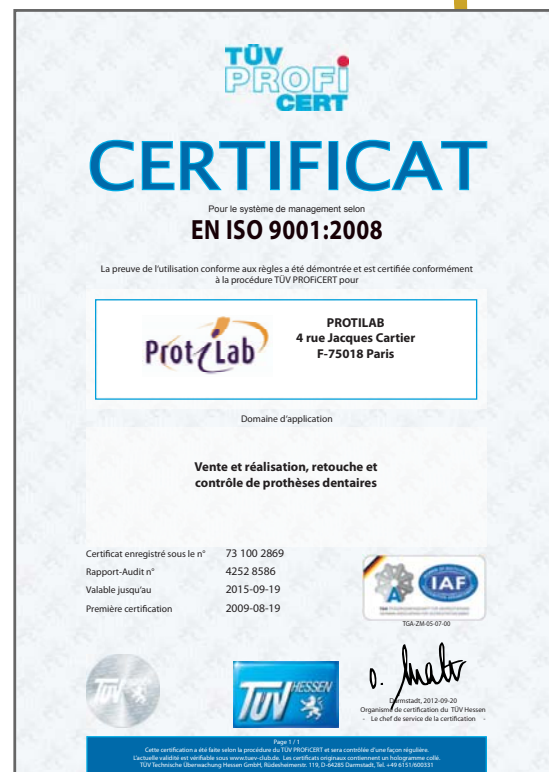 TÜV
PROFI
CERT
CERTIFICAT
Pour le système de management selon
EN ISO 9001:2008
La preuve de l'utilisation conforme aux règles a été démontrée et est certifiée conformément
à la procédure TÜV PROFICERT pour
ProtiLab
PROTILAB
4 rue Jacques Cartier
F-75018 Paris
Domaine d'application
Vente et réalisation, retouche et
contrôle de prothèses dentaires
Certificat enregistré sous le n° 73 100 2869
Rapport-Audit n° 4252 8586
Valable jusqu'au 2015-09-19
Première certification 2009-08-19
A
IAF
TGA-ZM-05-07-00
TÜV
TÜV HESSEN
Darmstadt, 2012-09-20
Organisme de certification du TÜV Hessen
- Le chef de service de la certification -
Page 1 / 1
Cette certification a été faite selon la procédure du TÜV PROFICERT et sera contrôlée d'une façon régulière.
L'actuelle validité est vérifiable sous www.tuev-club.de. Les certificats originaux contiennent un hologramme collé.
TÜV Technische Überwachung Hessen GmbH, Rüdesheimerstr. 119, D-64285 Darmstadt, Tel. +49 6151/600331